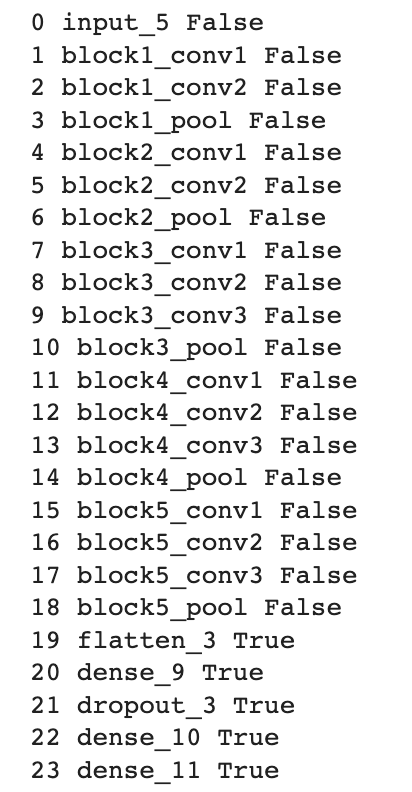 0 input_5 False
1 block1_conv1 False
2 block1_conv2 False
3 block1_pool False
4 block2_conv1 False
5 block2_conv2 False
6 block2_pool False
7 block3_conv1 False
8 block3_conv2 False
9 block3_conv3 False
10 block3_pool False
11 block4_conv1 False
12 block4_conv2 False
13 block4_conv3 False
14 block4_pool False
15 block5_conv1 False
16 block5_conv2 False
17 block5_conv3 False
18 block5_pool False
19 flatten_3 True
20 dense_9 True
21 dropout_3 True
22 dense_10 True
23 dense_11 True